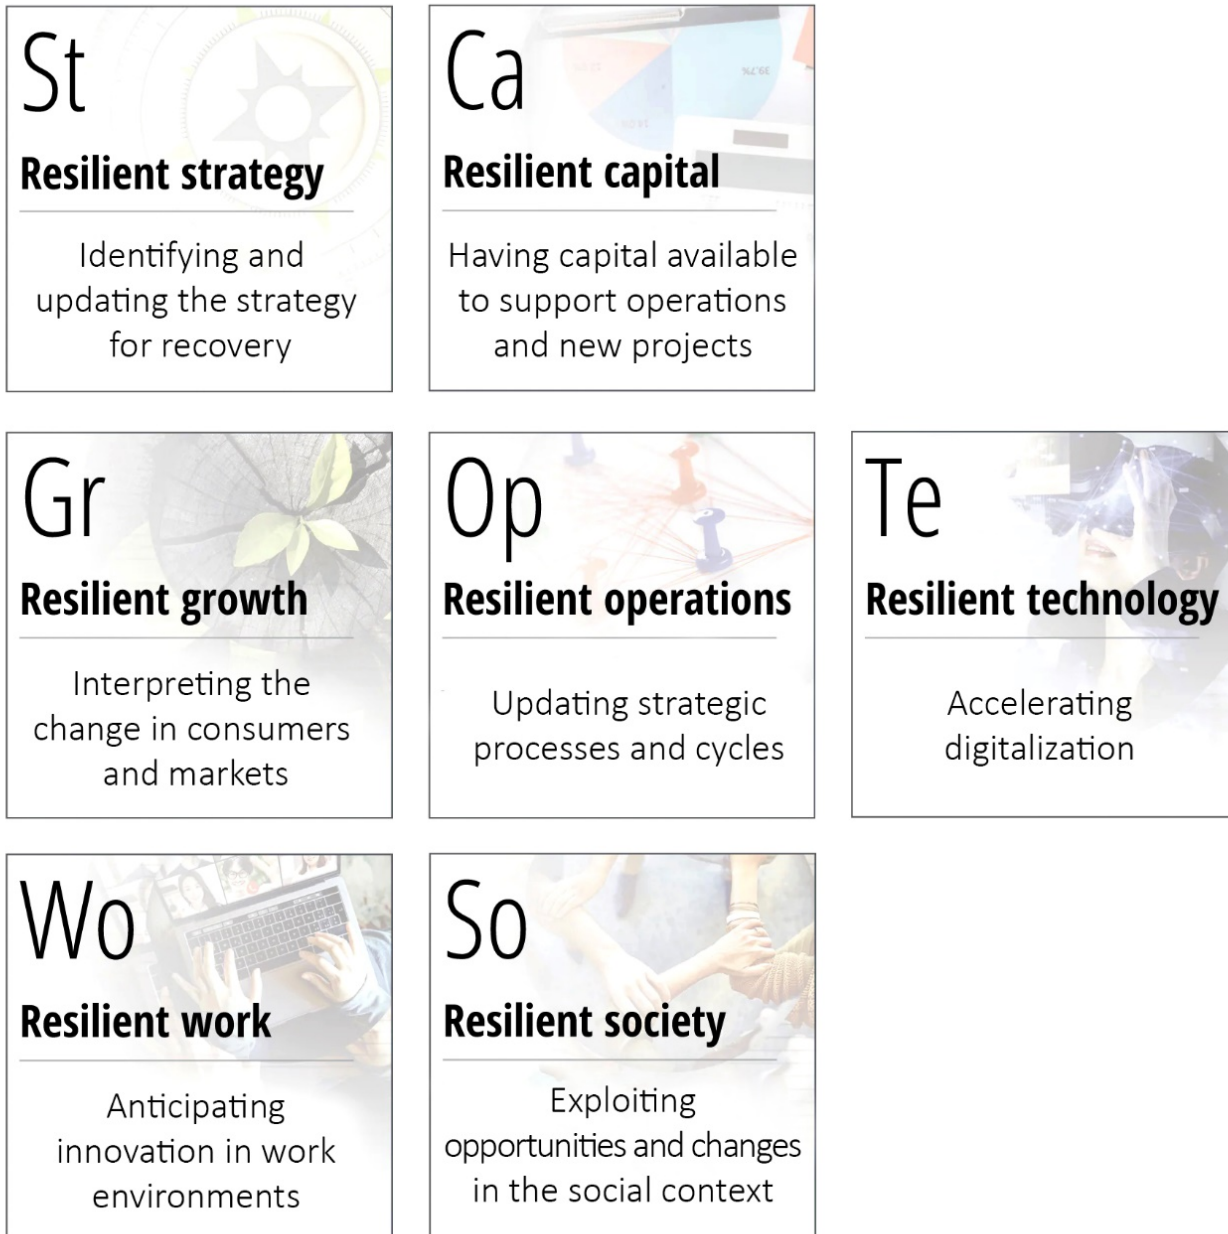 St
Resilient strategy
Identifying and
updating the strategy
for recovery
Ca
Resilient capital
Having capital available
to support operations
and new projects
Gr
Resilient growth
Interpreting the
change in consumers
and markets
Op
Resilient operations
Updating strategic
processes and cycles
Te
Resilient technology
Accelerating
digitalization
Wo
Resilient work
Anticipating
innovation in work
environments
So
Resilient society
Exploiting
opportunities and changes
in the social context